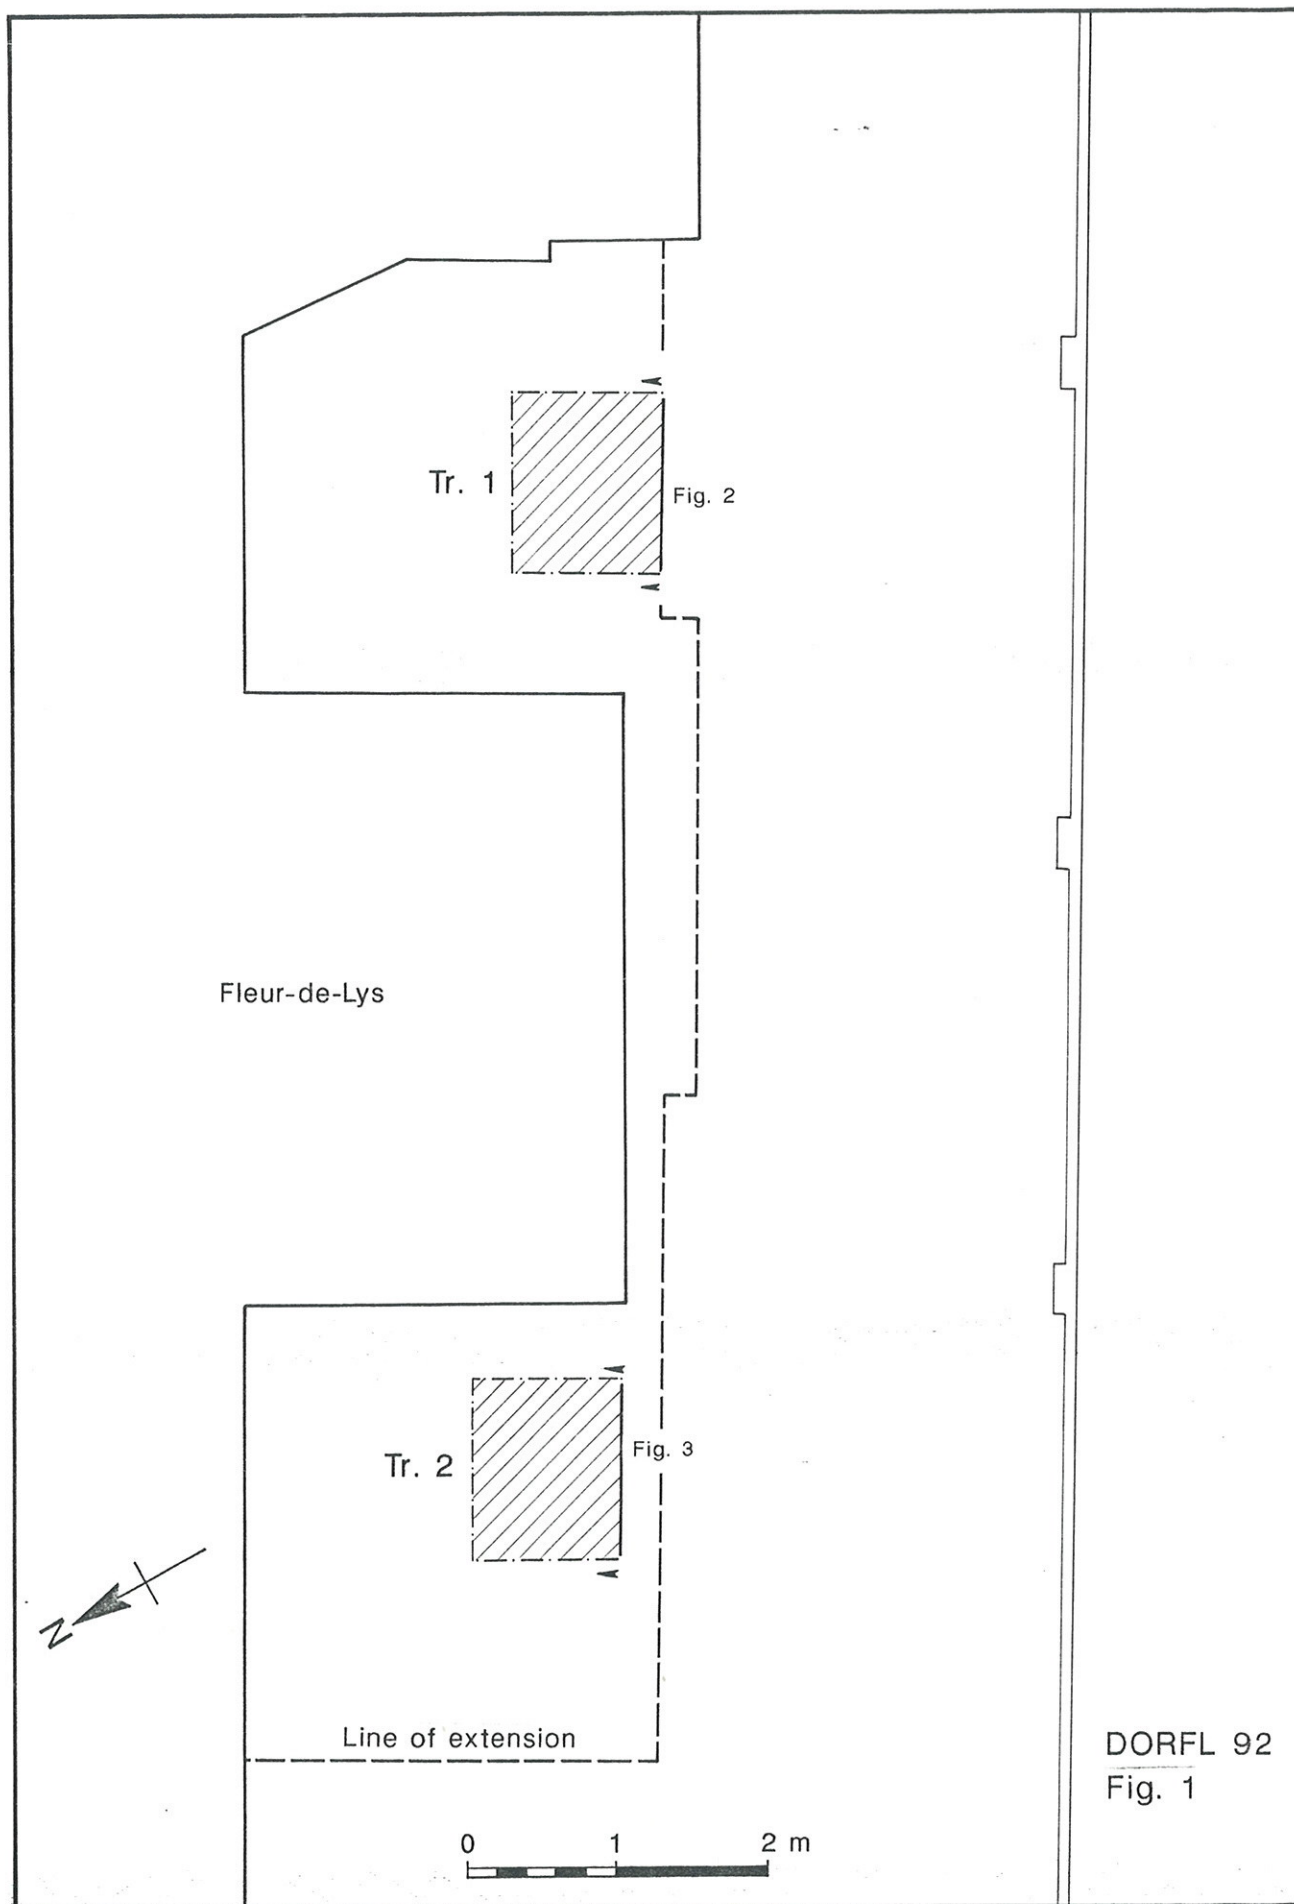 Tr. 1
Fig. 2
Fleur-de-Lys
Fig. 3
Tr. 2
N
Line of extension
DORFL 92
Fig. 1
0 1 2 m